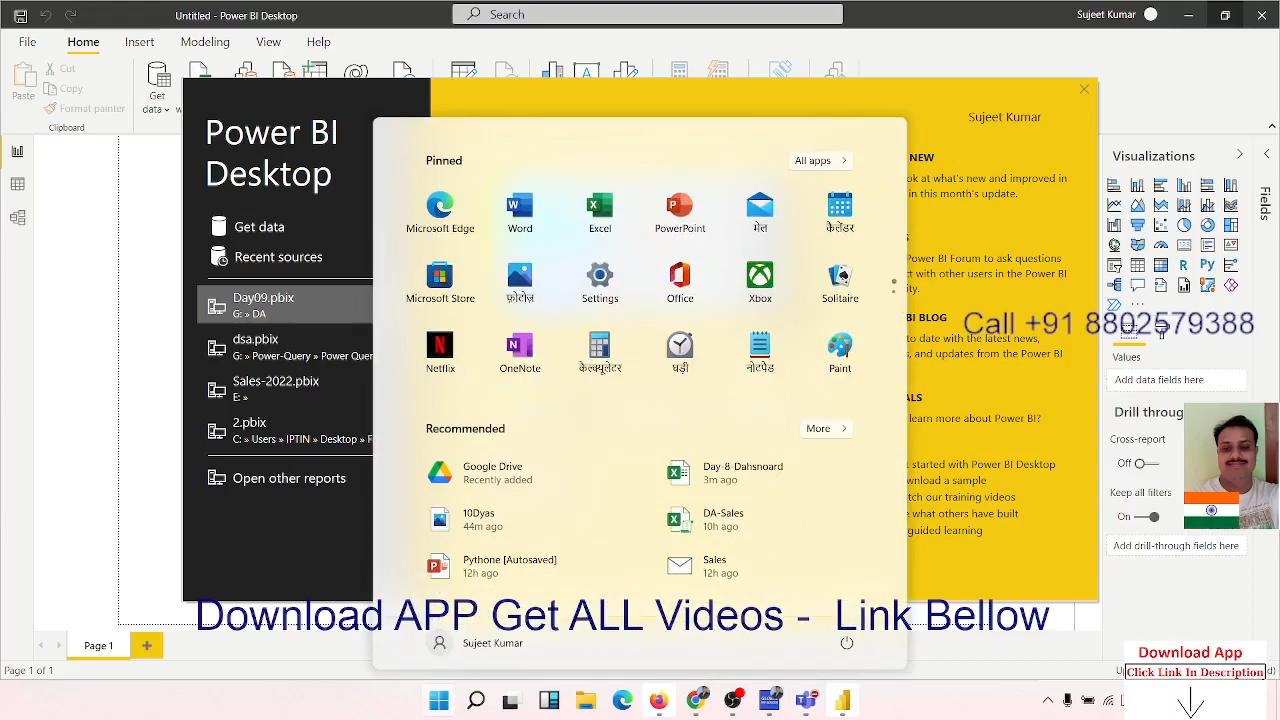 Untitled - Power BI Desktop
Search
Sujeet Kumar
File
Home
Insert
Modeling
View
Help
Paste
Cut
Copy
Format painter
Clipboard
Get
data
Power BI
Desktop
Get data
Recent sources
Day09.pbix
G: » DA
dsa.pbix
G: » Power-Query » Power Que
Sales-2022.pbix
E: »
2.pbix
C: » Users » IPTIN » Desktop »
Open other reports
Sujeet Kumar
NEW
ok at what's new and improved in
in this month's update.
Power BI Forum to ask questions
t with other users in the Power BI
ity.
BI BLOG
to date with the latest news,
s, and updates from the Power BI
ALS
learn more about Power BI?
started with Power BI Desktop
wnload a sample
tch our training videos
e what others have built
guided learning
Pinned
All apps
Microsoft Edge
Word
Excel
PowerPoint
मेल
कैलेंडर
Microsoft Store
फ़ोटोज़
Settings
Office
Xbox
Solitaire
Netflix
OneNote
कैल्क्यूलेटर
घड़ी
नोटपैड
Paint
Recommended
More
Google Drive
Recently added
Day-8-Dahsnoard
3m ago
10Dyas
44m ago
DA-Sales
10h ago
Pythone [Autosaved]
12h ago
Sales
12h ago
Sujeet Kumar
Visualizations
Fields
Values
Add data fields here
Drill throug
Cross-report
Off
Keep all filters
On
Add drill-through fields here
Call +91 8802579388
Download APP Get ALL Videos - Link Bellow
Page 1
Page 1 of 1
Download App
Click Link In Description